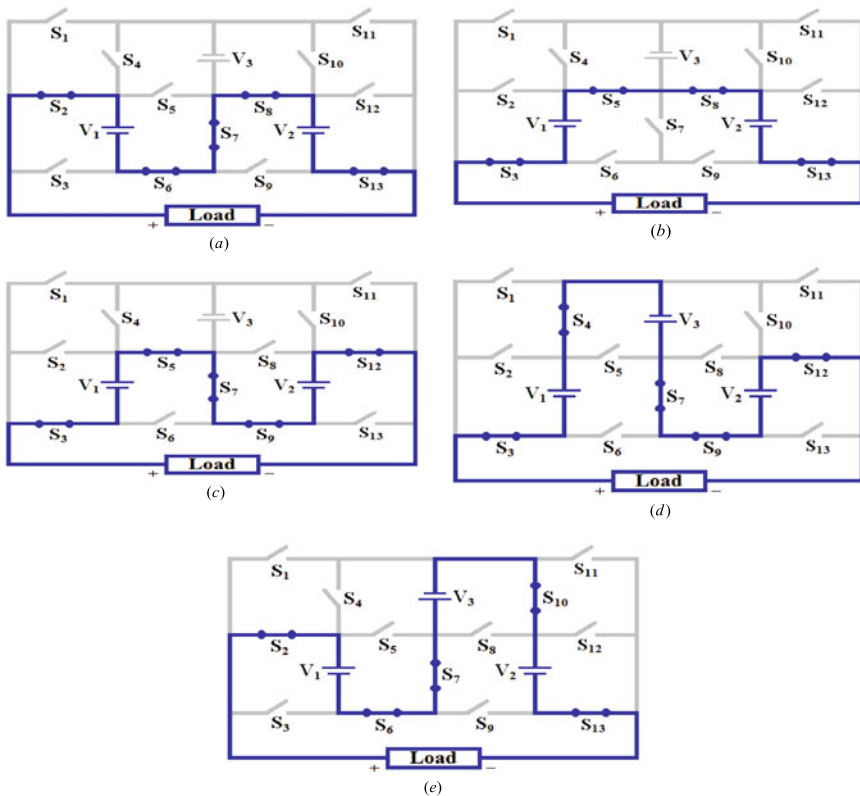 S1 S11
S4 V3 S10
S2 S5 S8 S12
V1 S7 V2
S3 S6 S9 S13
+ Load −
(a)
S1 S11
S4 V3 S10
S2 S5 S8 S12
V1 S7 V2
S3 S6 S9 S13
+ Load −
(b)
S1 S11
S4 V3 S10
S2 S5 S8 S12
V1 S7 V2
S3 S6 S9 S13
+ Load −
(c)
S1 S11
S4 V3 S10
S2 S5 S8 S12
V1 S7 V2
S3 S6 S9 S13
+ Load −
(d)
S1 S11
S4 V3 S10
S2 S5 S8 S12
V1 S7 V2
S3 S6 S9 S13
+ Load −
(e)